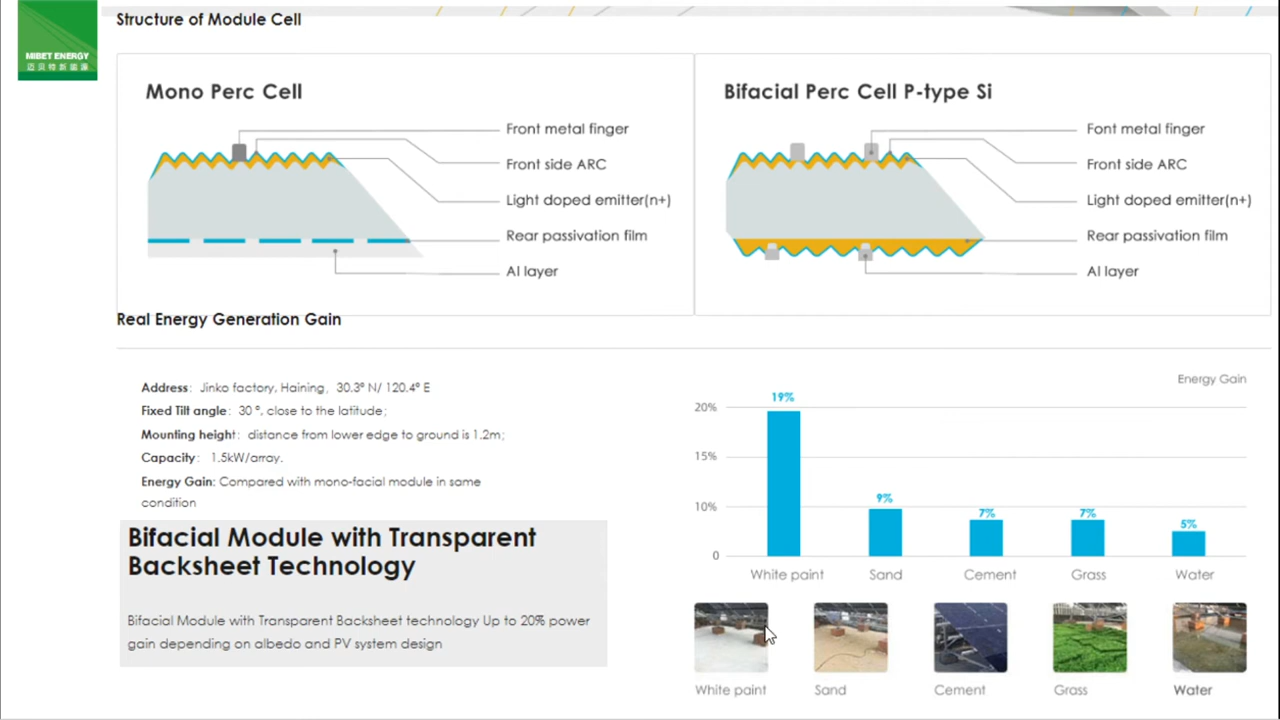 MIBET ENERGY
迈贝特新能源
Structure of Module Cell
Mono Perc Cell
Front metal finger
Front side ARC
Light doped emitter(n+)
Rear passivation film
Al layer
Bifacial Perc Cell P-type Si
Font metal finger
Front side ARC
Light doped emitter(n+)
Rear passivation film
Al layer
Real Energy Generation Gain
Address: Jinko factory, Haining, 30.3º N/ 120.4º E
Fixed Tilt angle: 30 º, close to the latitude;
Mounting height: distance from lower edge to ground is 1.2m;
Capacity: 1.5kW/array.
Energy Gain: Compared with mono-facial module in same
condition
Bifacial Module with Transparent
Backsheet Technology
Bifacial Module with Transparent Backsheet technology Up to 20% power
gain depending on albedo and PV system design
Energy Gain
20%
15%
10%
0
19%
9%
7%
7%
5%
White paint
Sand
Cement
Grass
Water
White paint
Sand
Cement
Grass
Water